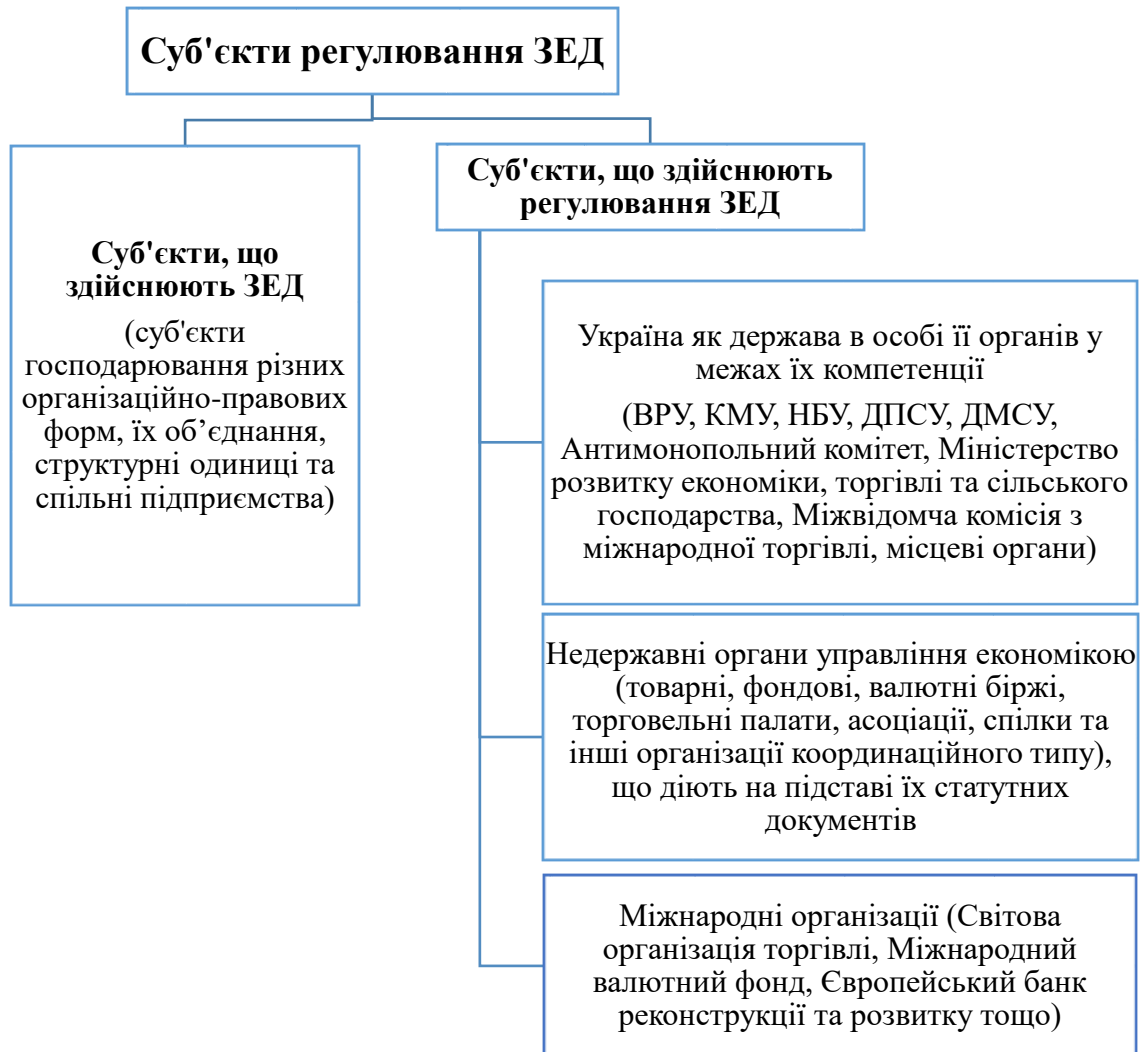 Суб'єкти регулювання ЗЕД
Суб'єкти, що
здійснюють ЗЕД
(суб'єкти
господарювання різних
організаційно-правових
форм, їх об’єднання,
структурні одиниці та
спільні підприємства)
Суб'єкти, що здійснюють
регулювання ЗЕД
Україна як держава в особі її органів у
межах їх компетенції
(ВРУ, КМУ, НБУ, ДПСУ, ДМСУ,
Антимонопольний комітет, Міністерство
розвитку економіки, торгівлі та сільського
господарства, Міжвідомча комісія з
міжнародної торгівлі, місцеві органи)
Недержавні органи управління економікою
(товарні, фондові, валютні біржі,
торговельні палати, асоціації, спілки та
інші організації координаційного типу),
що діють на підставі їх статутних
документів
Міжнародні організації (Світова
організація торгівлі, Міжнародний
валютний фонд, Європейський банк
реконструкції та розвитку тощо)